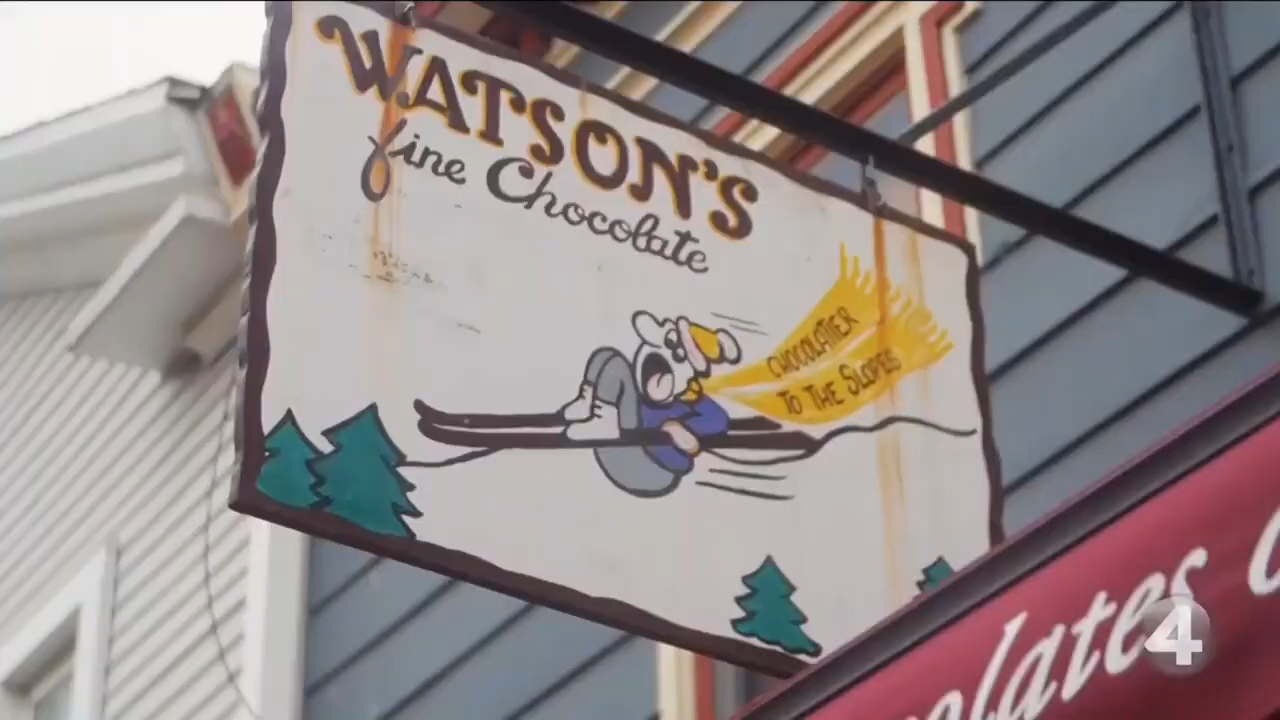 WATSON'S
fine Chocolate
CHOCOLATIER
TO THE SLOPES
4